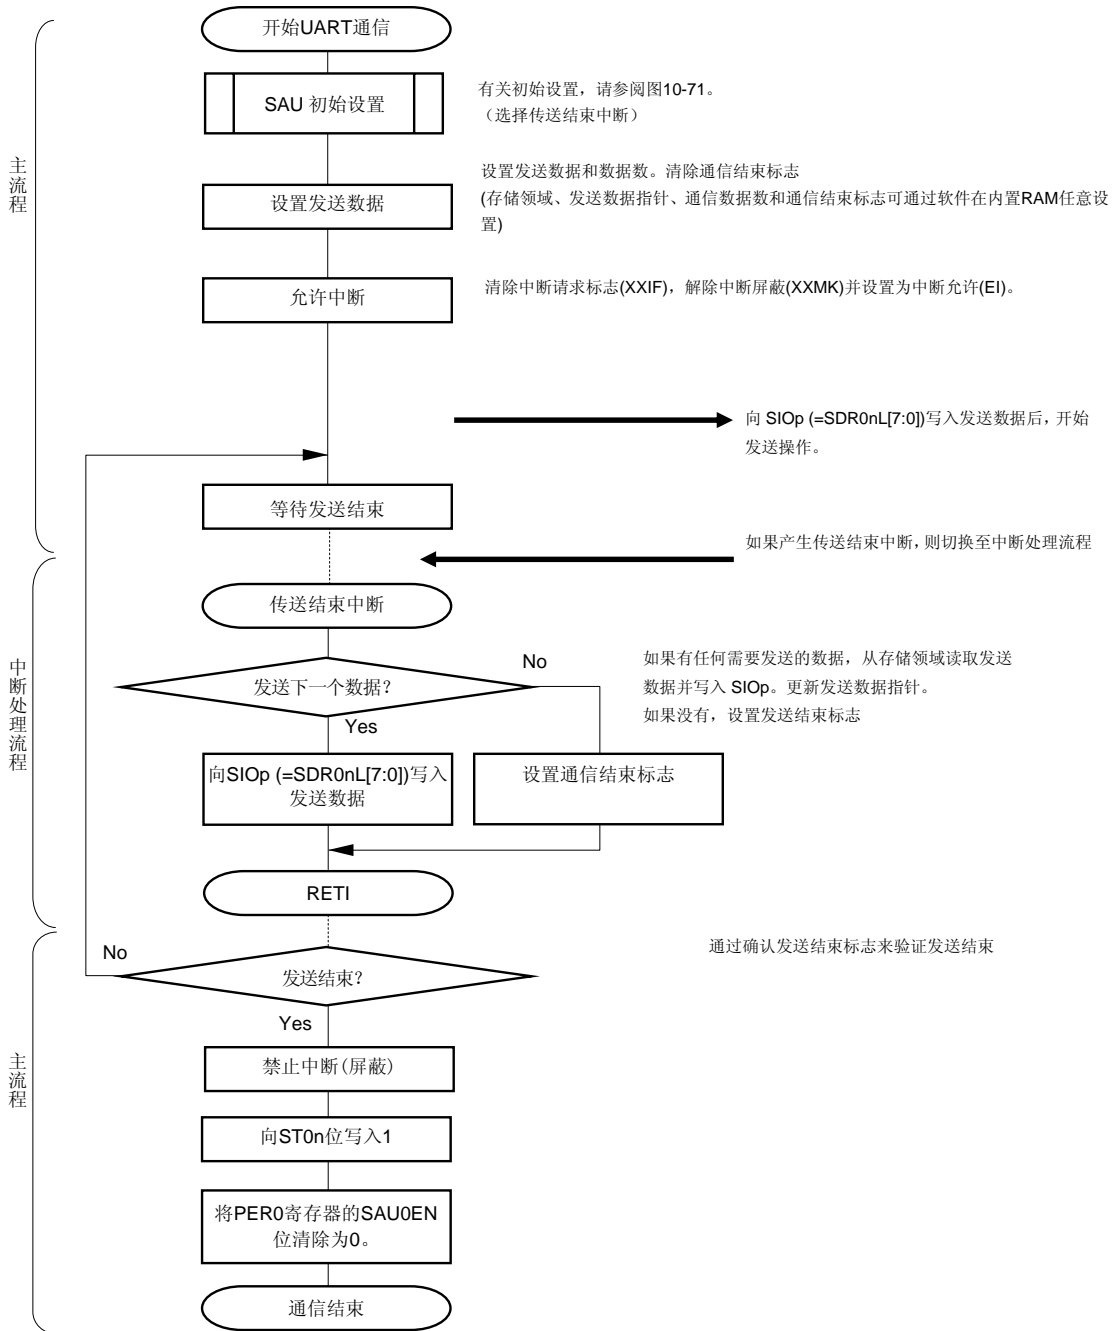 开始UART通信
SAU 初始设置
有关初始设置，请参阅图10-71。
（选择传送结束中断）
主流程
设置发送数据和数据数。清除通信结束标志
(存储领域、发送数据指针、通信数据数和通信结束标志可通过软件在内置RAM任意设
置)
设置发送数据
允许中断
清除中断请求标志(XXIF)，解除中断屏蔽(XXMK)并设置为中断允许(EI)。
向 SIOp (=SDR0nL[7:0])写入发送数据后，开始
发送操作。
等待发送结束
如果产生传送结束中断，则切换至中断处理流程
传送结束中断
中断处理流程
发送下一个数据？
No
Yes
如果有任何需要发送的数据，从存储领域读取发送
数据并写入 SIOp。更新发送数据指针。
如果没有，设置发送结束标志
向SIOp (=SDR0nL[7:0])写入
发送数据
设置通信结束标志
RETI
No
发送结束？
通过确认发送结束标志来验证发送结束
Yes
主流程
禁止中断(屏蔽)
向ST0n位写入1
将PER0寄存器的SAU0EN
位清除为0。
通信结束